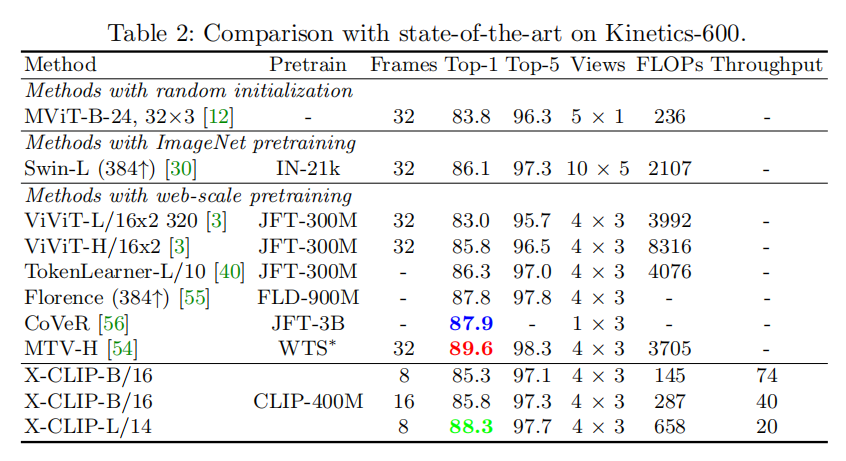 Table 2: Comparison with state-of-the-art on Kinetics-600.
Method Pretrain Frames Top-1 Top-5 Views FLOPs Throughput
Methods with random initialization
MViT-B-24, 32×3 [12] - 32 83.8 96.3 5 × 1 236 -
Methods with ImageNet pretraining
Swin-L (384↑) [30] IN-21k 32 86.1 97.3 10 × 5 2107 -
Methods with web-scale pretraining
ViViT-L/16x2 320 [3] JFT-300M 32 83.0 95.7 4 × 3 3992 -
ViViT-H/16x2 [3] JFT-300M 32 85.8 96.5 4 × 3 8316 -
TokenLearner-L/10 [40] JFT-300M - 86.3 97.0 4 × 3 4076 -
Florence (384↑) [55] FLD-900M - 87.8 97.8 4 × 3 - -
CoVeR [56] JFT-3B - 87.9 - 1 × 3 - -
MTV-H [54] WTS* 32 89.6 98.3 4 × 3 3705 -
X-CLIP-B/16 8 85.3 97.1 4 × 3 145 74
X-CLIP-B/16 CLIP-400M 16 85.8 97.3 4 × 3 287 40
X-CLIP-L/14 8 88.3 97.7 4 × 3 658 20